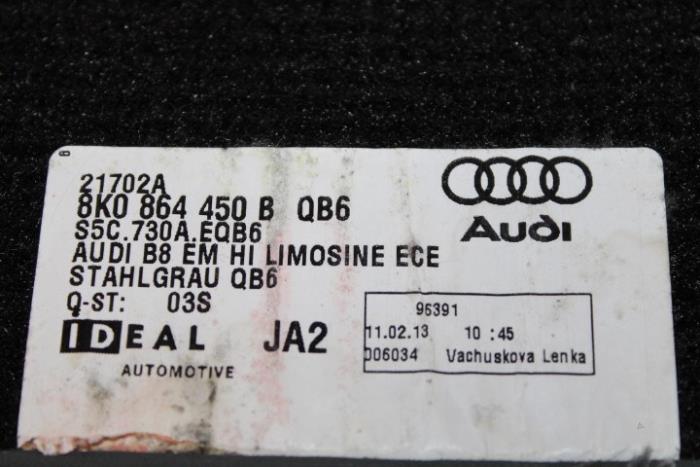 21702A
8K0 864 450 B QB6
S5C.730A.EQB6
AUDI B8 EM HI LIMOSINE ECE
STAHLGRAU QB6
Q-ST: 03S
IDEAL JA2
AUTOMOTIVE
Audi
96391
11.02.13 10:45
006034 Vachuskova Lenka